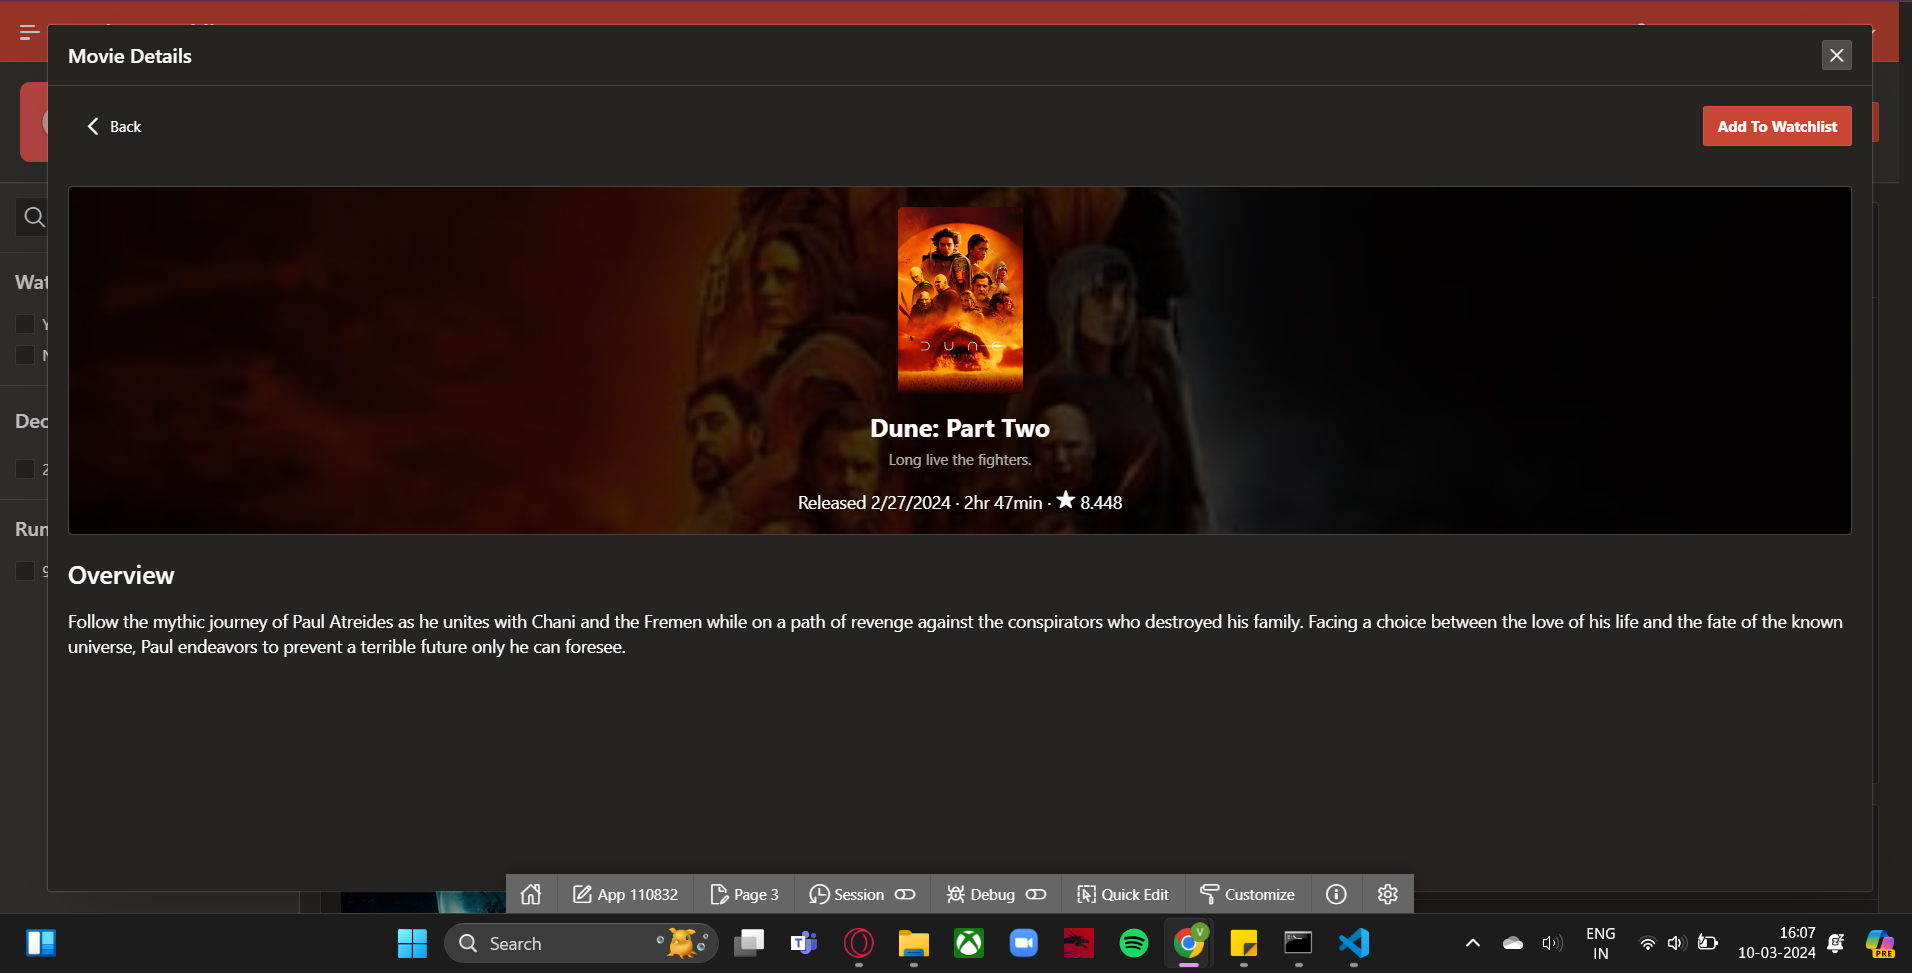 Movie Details
Back
Add To Watchlist
Wat
Y
N
Dec
2
Run
9
DUNE
Dune: Part Two
Long live the fighters.
Released 2/27/2024 · 2hr 47min · ★ 8.448
Overview
Follow the mythic journey of Paul Atreides as he unites with Chani and the Fremen while on a path of revenge against the conspirators who destroyed his family. Facing a choice between the love of his life and the fate of the known
universe, Paul endeavors to prevent a terrible future only he can foresee.
App 110832
Page 3
Session
Debug
Quick Edit
Customize
Search
ENG
IN
16:07
10-03-2024
PRE
V